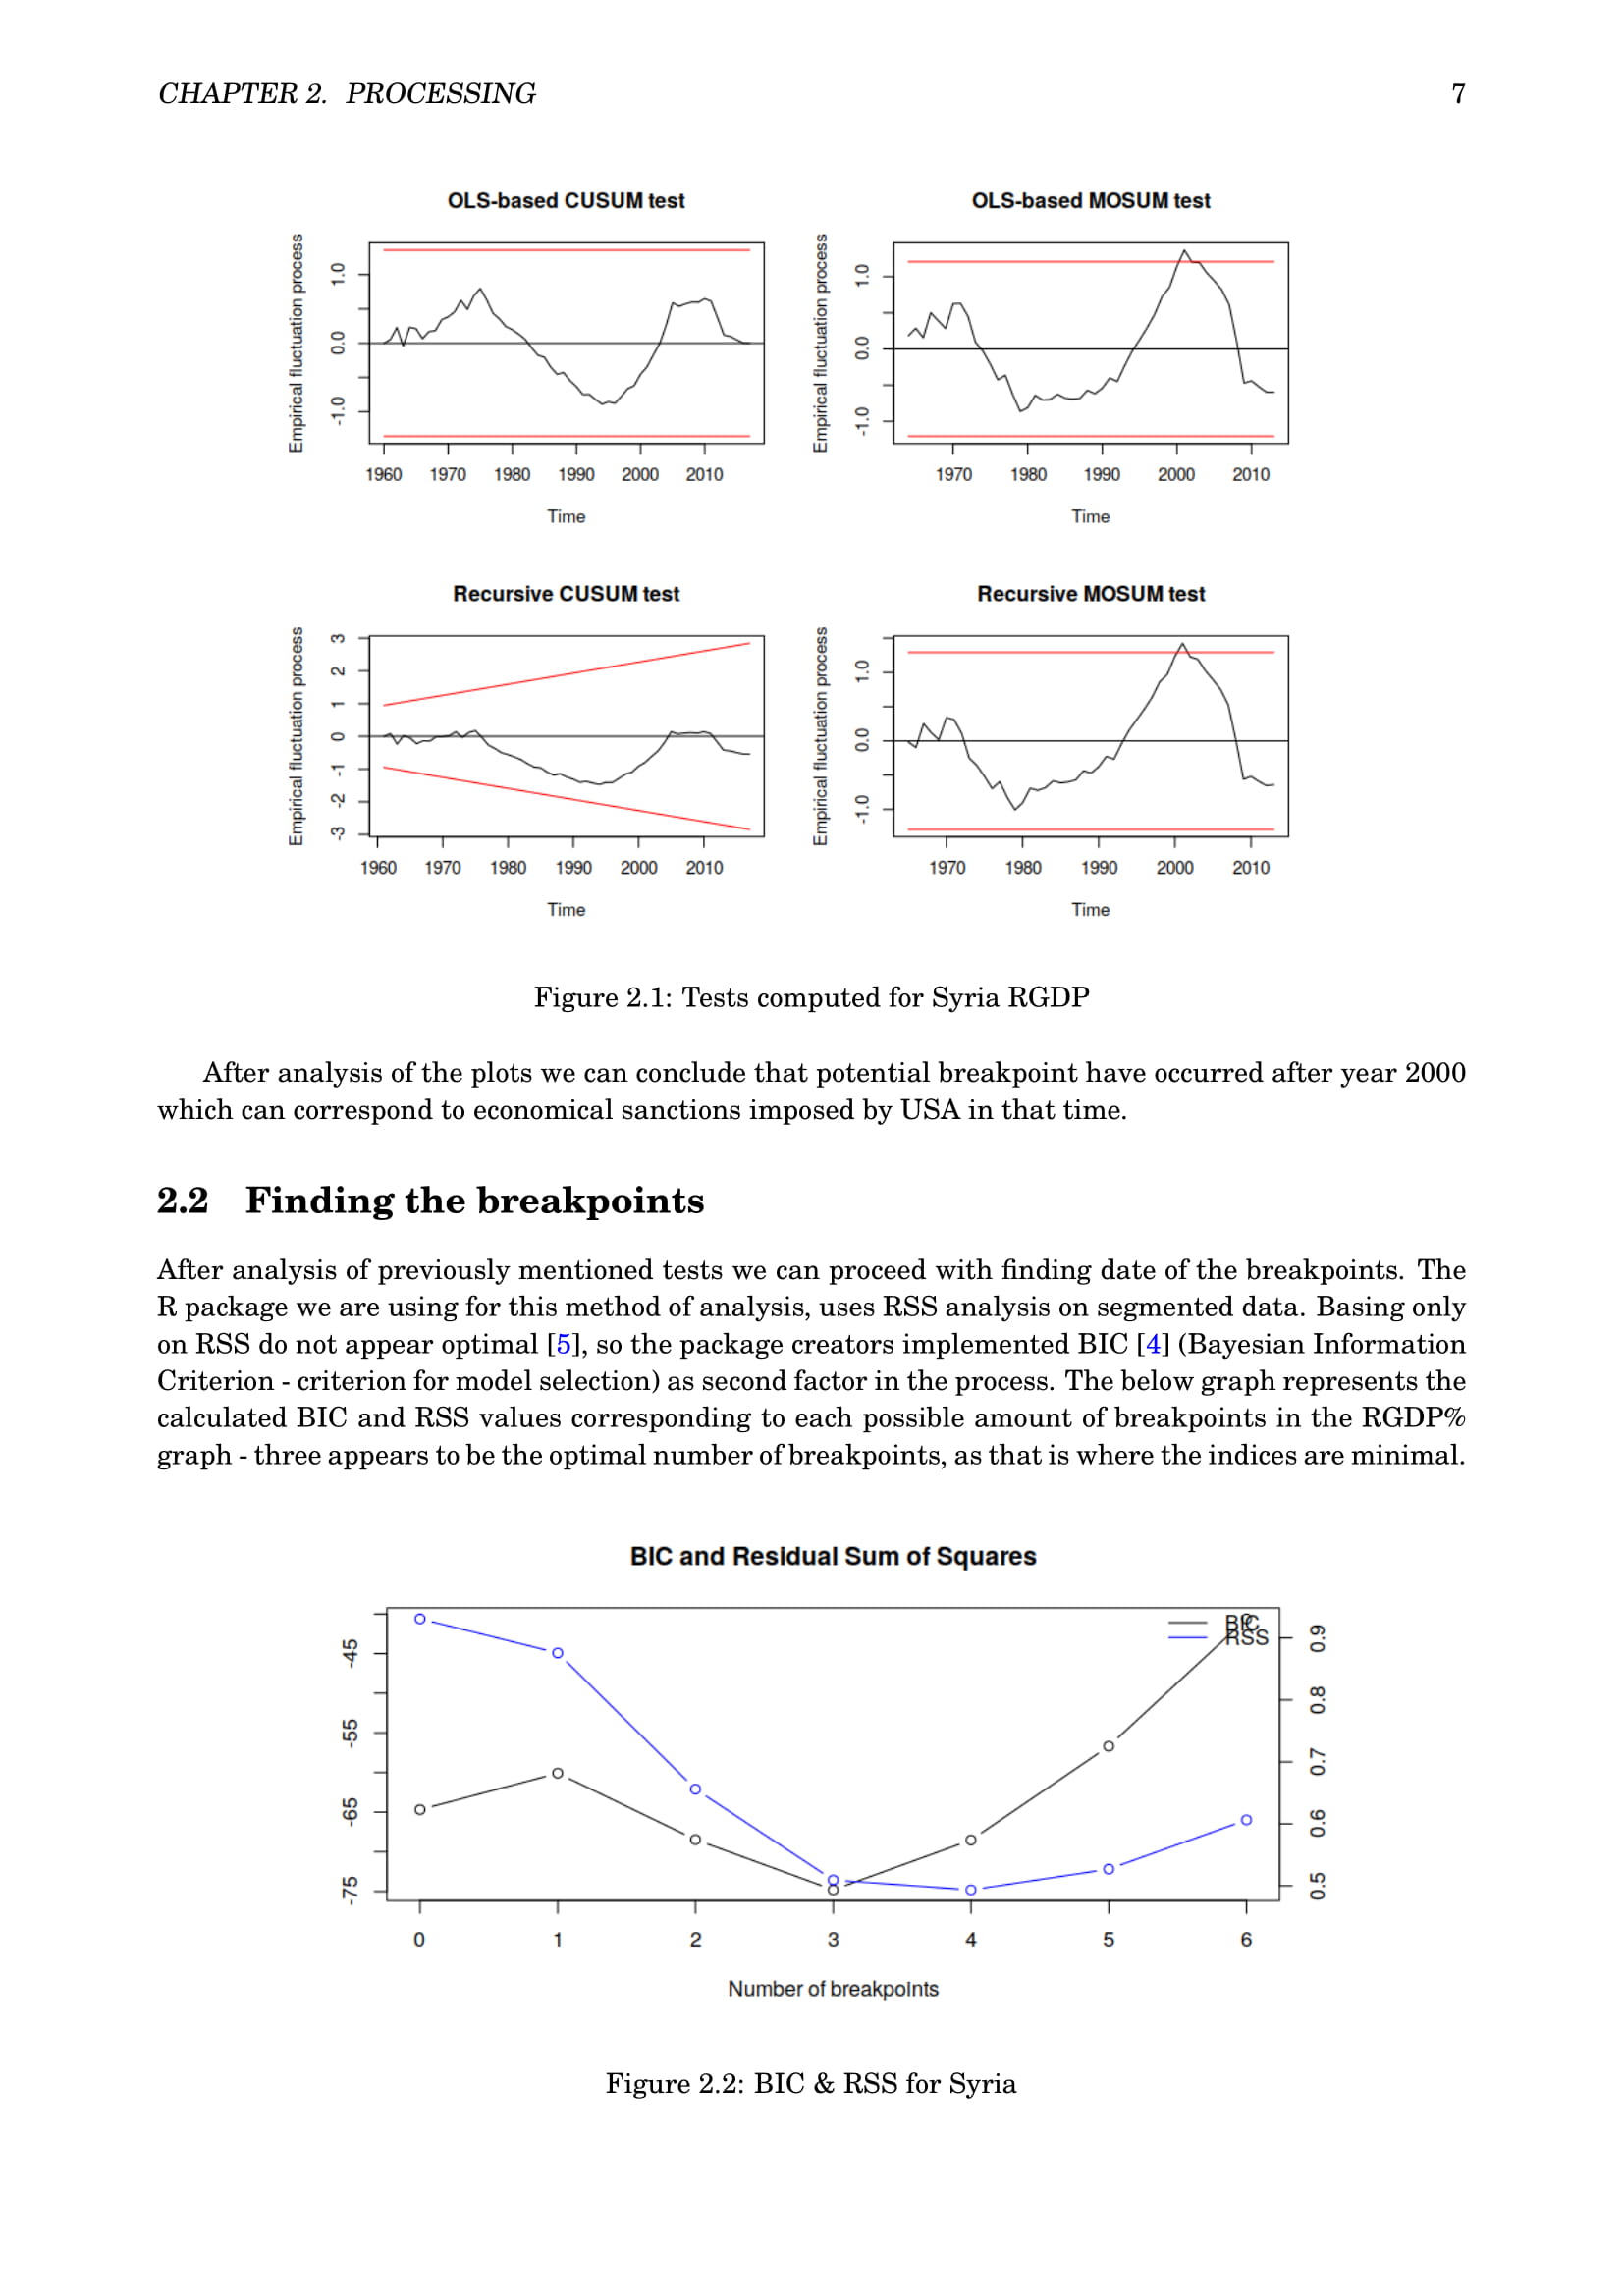 CHAPTER 2. PROCESSING 7
OLS-based CUSUM test
Empirical fluctuation process
-1.0 0.0 1.0
1960 1970 1980 1990 2000 2010
Time
OLS-based MOSUM test
Empirical fluctuation process
-1.0 0.0 1.0
1970 1980 1990 2000 2010
Time
Recursive CUSUM test
Empirical fluctuation process
-3 -2 -1 0 1 2 3
1960 1970 1980 1990 2000 2010
Time
Recursive MOSUM test
Empirical fluctuation process
-1.0 0.0 1.0
1970 1980 1990 2000 2010
Time
Figure 2.1: Tests computed for Syria RGDP
After analysis of the plots we can conclude that potential breakpoint have occurred after year 2000
which can correspond to economical sanctions imposed by USA in that time.
2.2 Finding the breakpoints
After analysis of previously mentioned tests we can proceed with finding date of the breakpoints. The
R package we are using for this method of analysis, uses RSS analysis on segmented data. Basing only
on RSS do not appear optimal [5], so the package creators implemented BIC [4] (Bayesian Information
Criterion - criterion for model selection) as second factor in the process. The below graph represents the
calculated BIC and RSS values corresponding to each possible amount of breakpoints in the RGDP%
graph - three appears to be the optimal number of breakpoints, as that is where the indices are minimal.
BIC and Residual Sum of Squares
BIC
RSS
-75 -65 -55 -45
0.5 0.6 0.7 0.8 0.9
0 1 2 3 4 5 6
Number of breakpoints
Figure 2.2: BIC & RSS for Syria